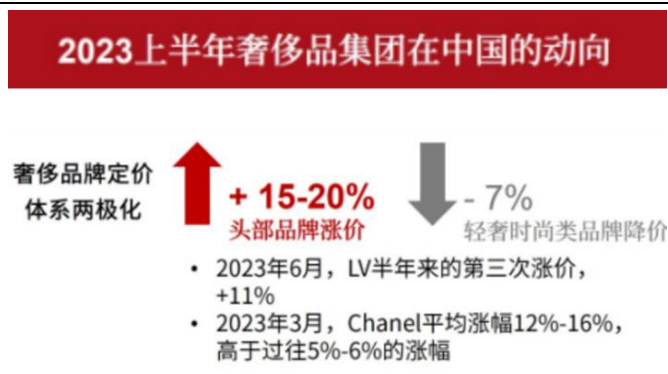 2023上半年奢侈品集团在中国的动向
奢侈品牌定价
体系两极化
+ 15-20%
头部品牌涨价
- 7%
轻奢时尚类品牌降价
• 2023年6月，LV半年来的第三次涨价，
+11%
• 2023年3月，Chanel平均涨幅12%-16%，
高于过往5%-6%的涨幅